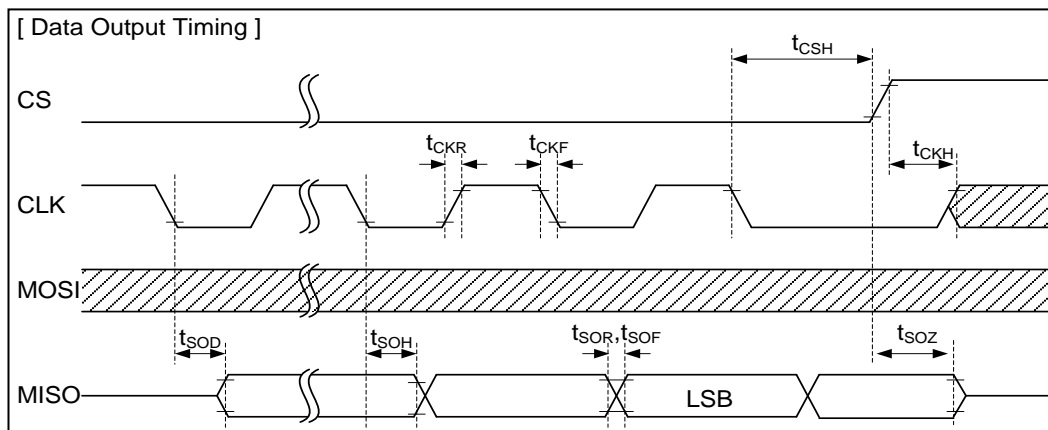 [ Data Output Timing ]
tCSH
CS
tCKR
tCKF
tCKH
CLK
MOSI
tSOD
tSOH
tSOR,tSOF
tSOZ
MISO
LSB